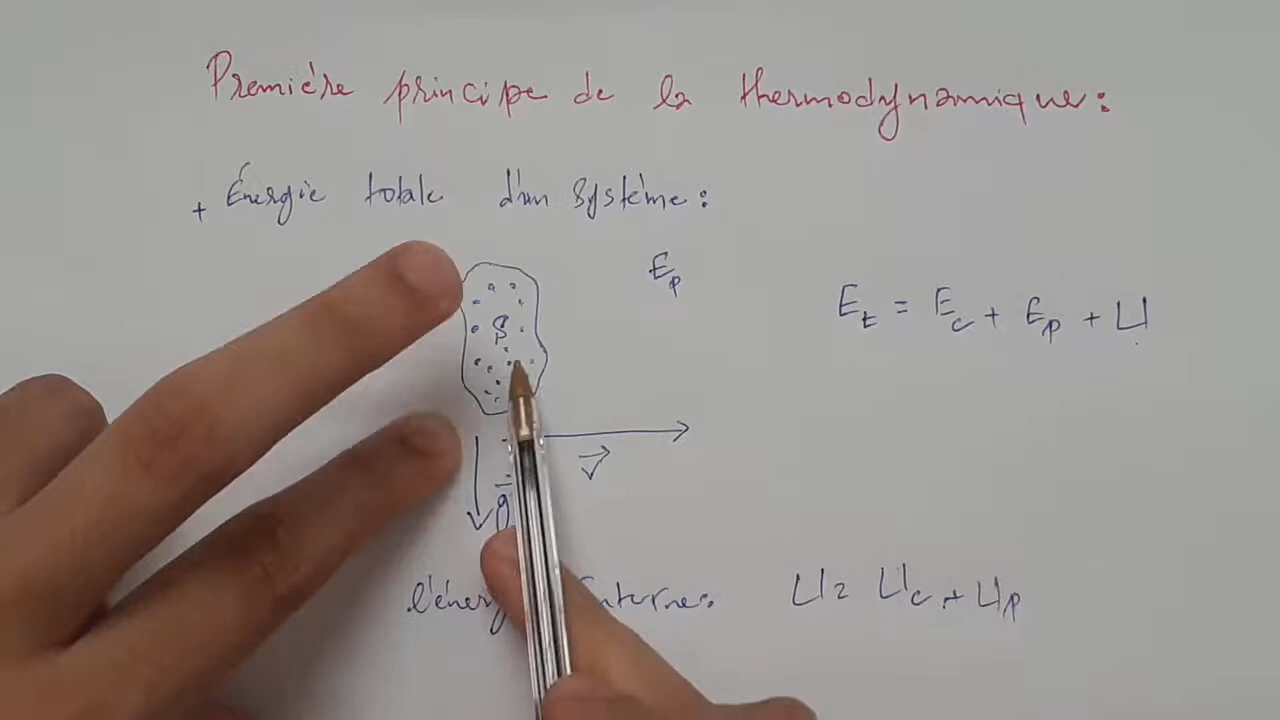 Première principe de la thermodynamique:
+ Énergie totale d'un système:
Ep
Et = Ec + Ep + U
S
V
g
U = Uc + Up